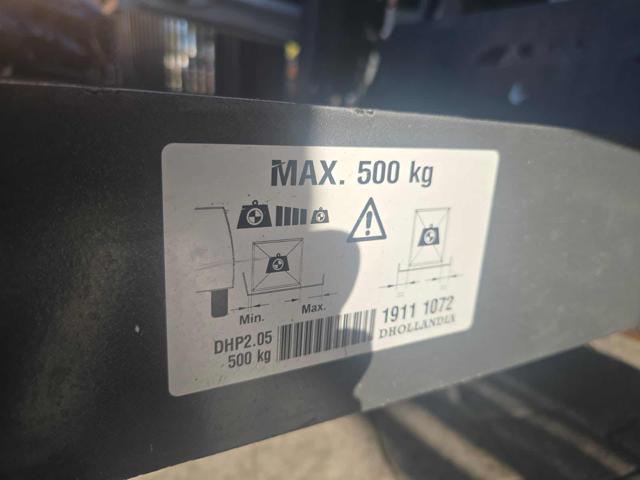 MAX. 500 kg
Min.
Max.
DHP2.05
500 kg
1911 1072
DHOLLANDIA